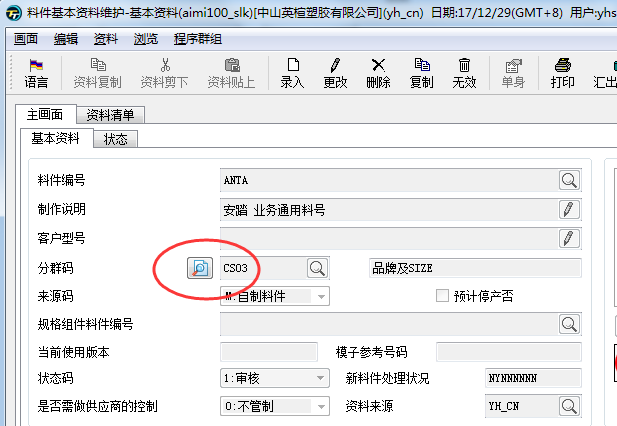 料件基本资料维护-基本资料(aimi100_slk)[中山英楦塑胶有限公司](yh_cn) 日期:17/12/29(GMT+8) 用户:yhs
画面 编辑 资料 浏览 程序群组
语言 资料复制 资料剪下 资料贴上 录入 更改 删除 复制 无效 单身 打印 汇出
主画面 资料清单
基本资料 状态
料件编号 ANTA
制作说明 安踏 业务通用料号
客户型号
分群码 CS03 品牌及SIZE
来源码 M:自制料件 预计停产否
规格组件料件编号
当前使用版本 模子参考号码
状态码 1:审核 新料件处理状况 NYNNNNNN
是否需做供应商的控制 0:不管制 资料来源 YH_CN